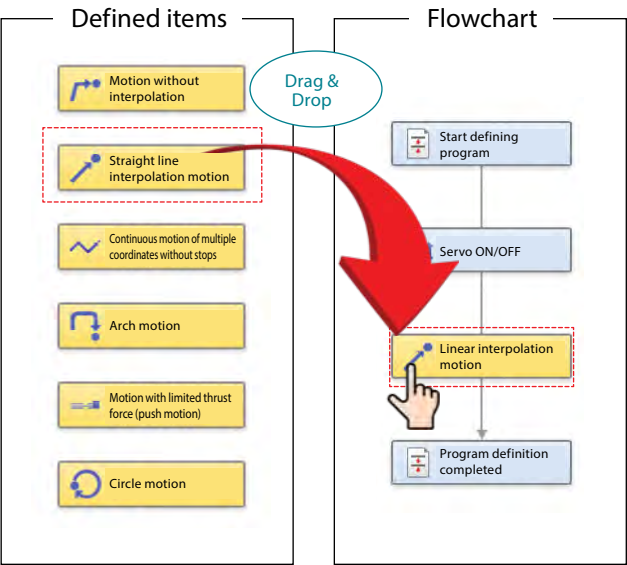 Defined items
Motion without
interpolation
Straight line
interpolation motion
Continuous motion of multiple
coordinates without stops
Arch motion
Motion with limited thrust
force (push motion)
Circle motion
Drag &
Drop
Flowchart
Start defining
program
Servo ON/OFF
Linear interpolation
motion
Program definition
completed